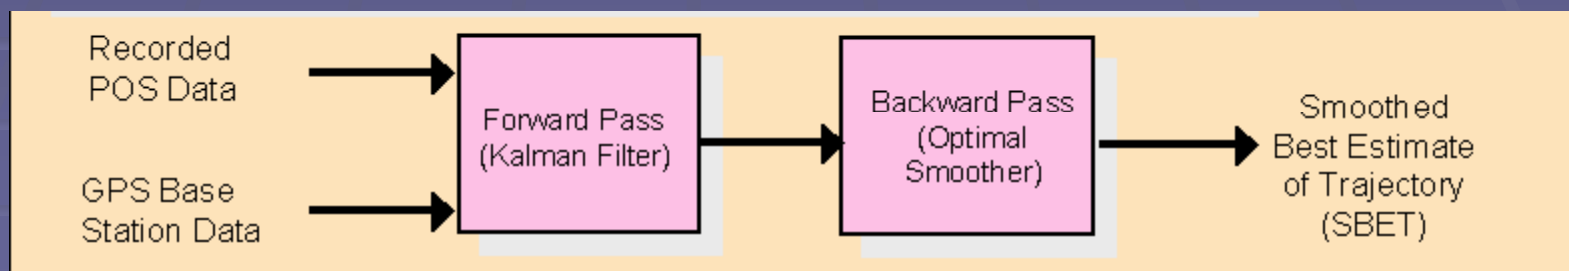 Recorded
POS Data
GPS Base
Station Data
Forward Pass
(Kalman Filter)
Backward Pass
(Optimal
Smoother)
Smoothed
Best Estimate
of Trajectory
(SBET)